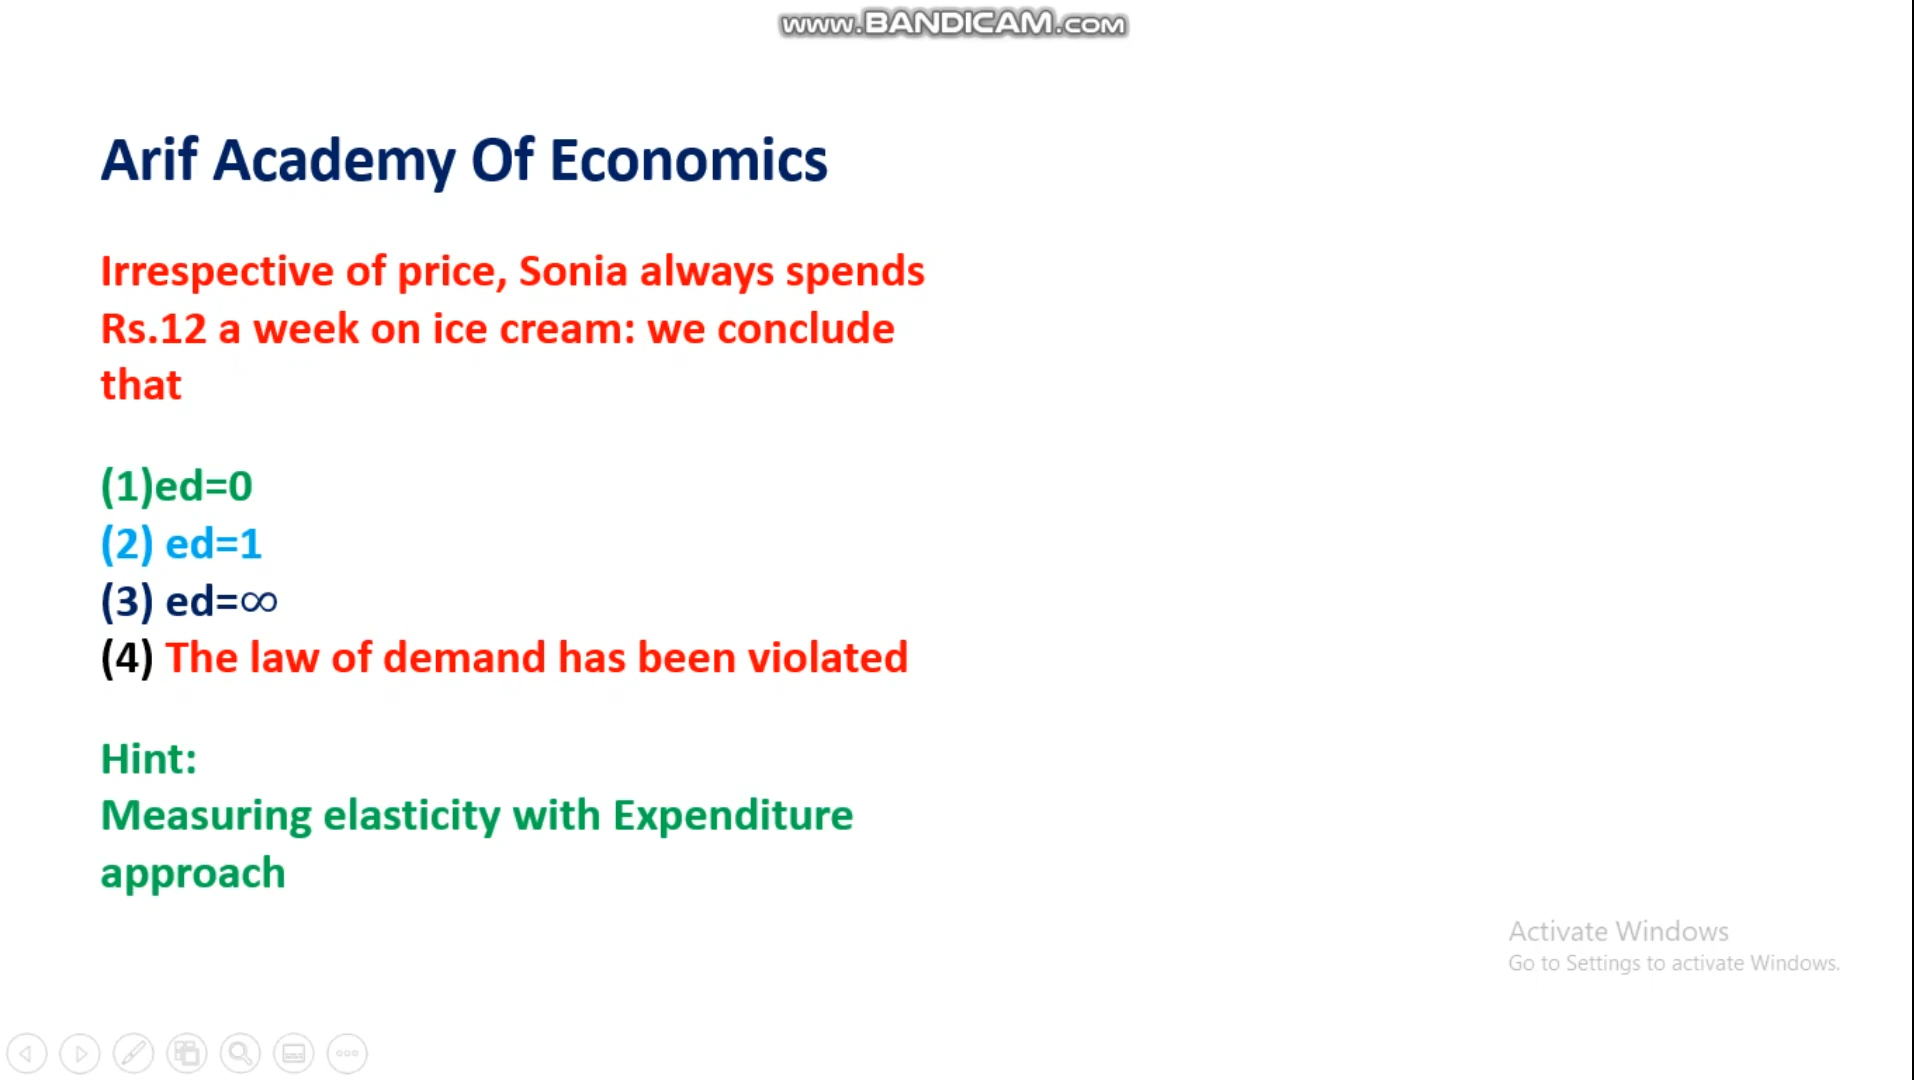 www.BANDICAM.com
Arif Academy Of Economics
Irrespective of price, Sonia always spends
Rs.12 a week on ice cream: we conclude
that
(1)ed=0
(2) ed=1
(3) ed=∞
(4) The law of demand has been violated
Hint:
Measuring elasticity with Expenditure
approach
Activate Windows
Go to Settings to activate Windows.